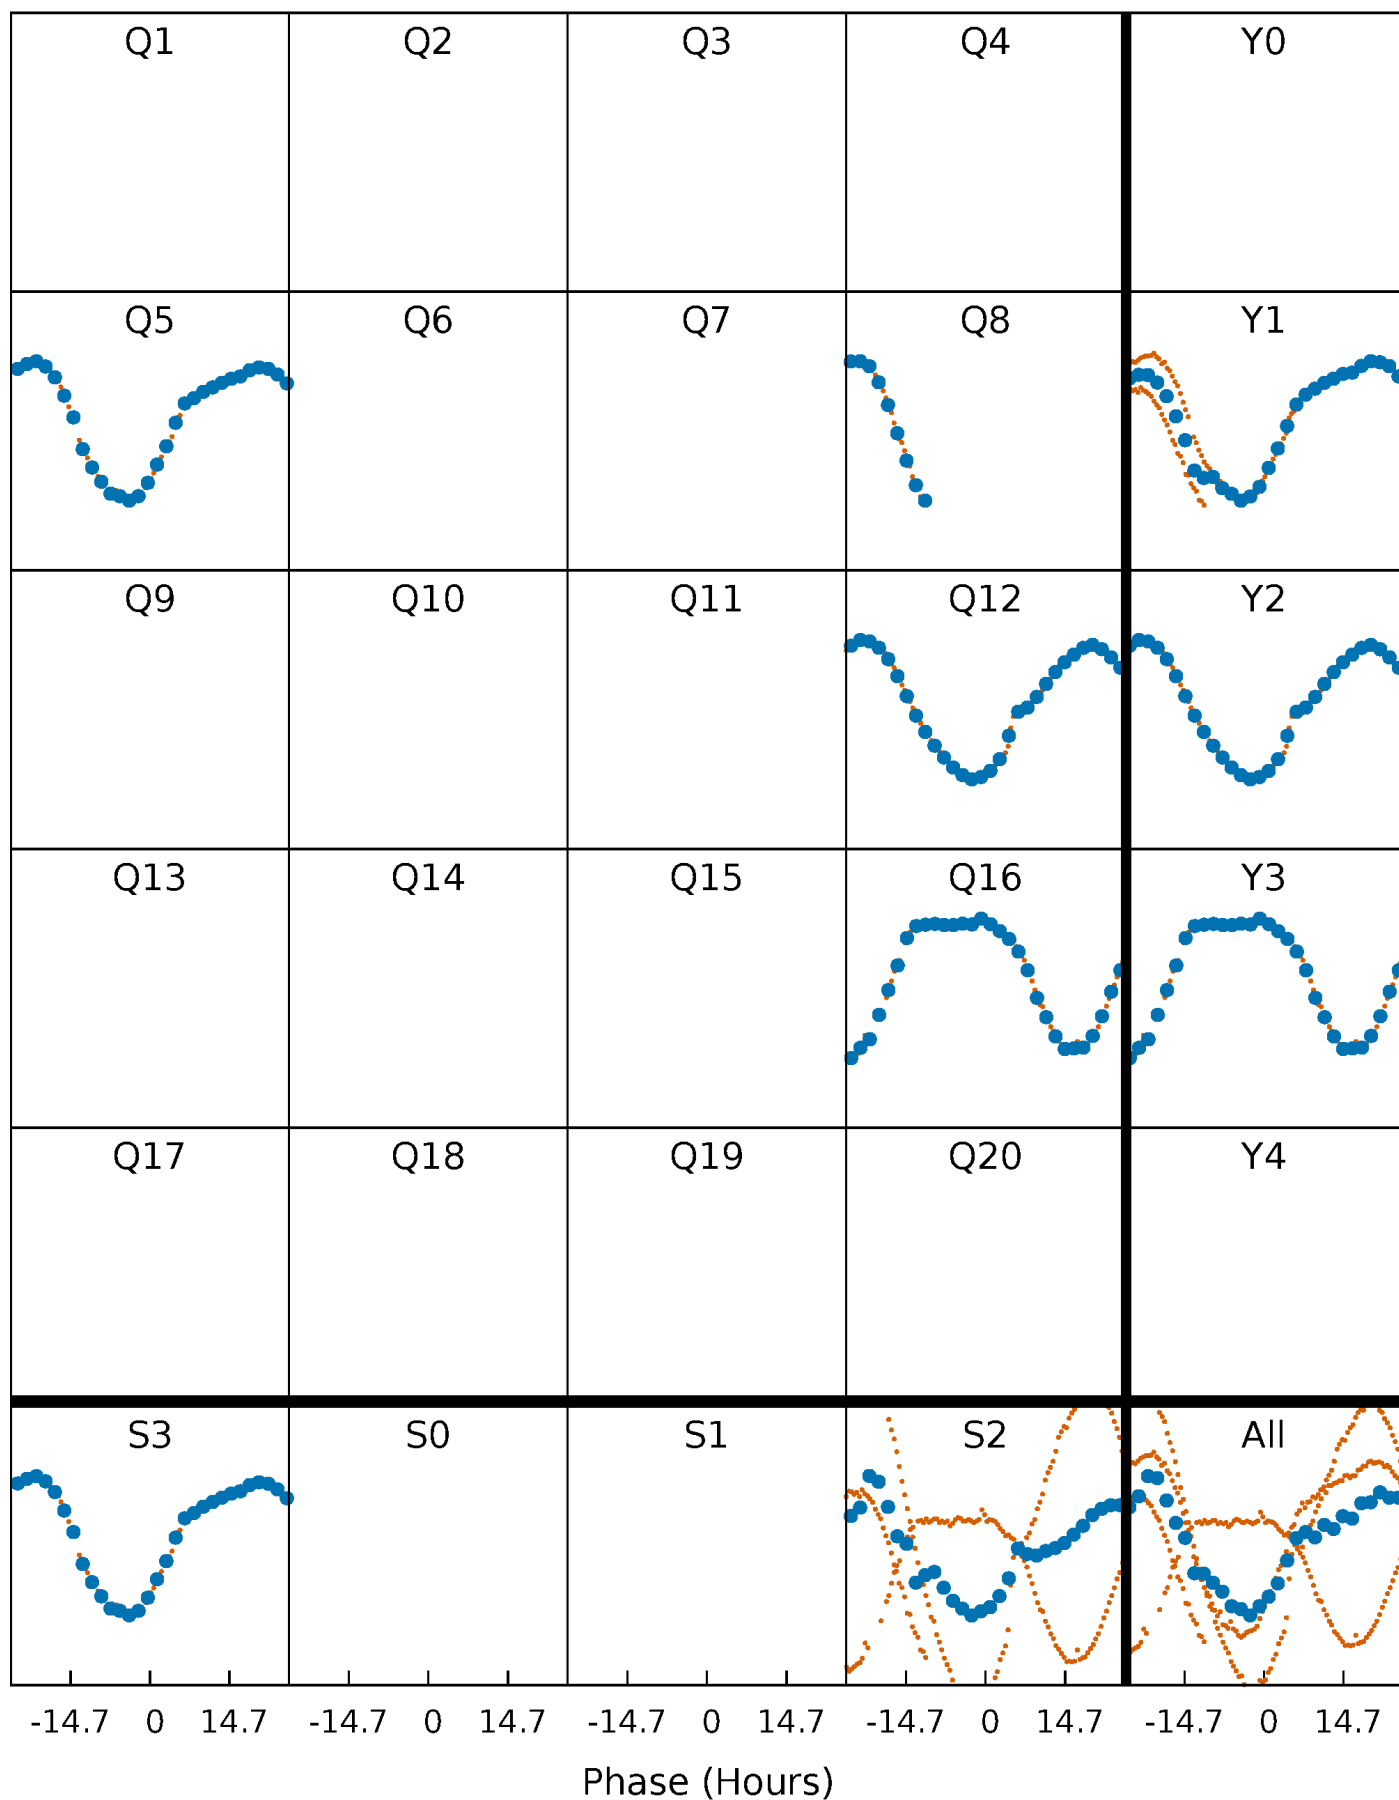 Q1 Q2 Q3 Q4 Y0
Q5 Q6 Q7 Q8 Y1
Q9 Q10 Q11 Q12 Y2
Q13 Q14 Q15 Q16 Y3
Q17 Q18 Q19 Q20 Y4
S3 S0 S1 S2 All
-14.7 0 14.7 -14.7 0 14.7 -14.7 0 14.7 -14.7 0 14.7 -14.7 0 14.7
Phase (Hours)